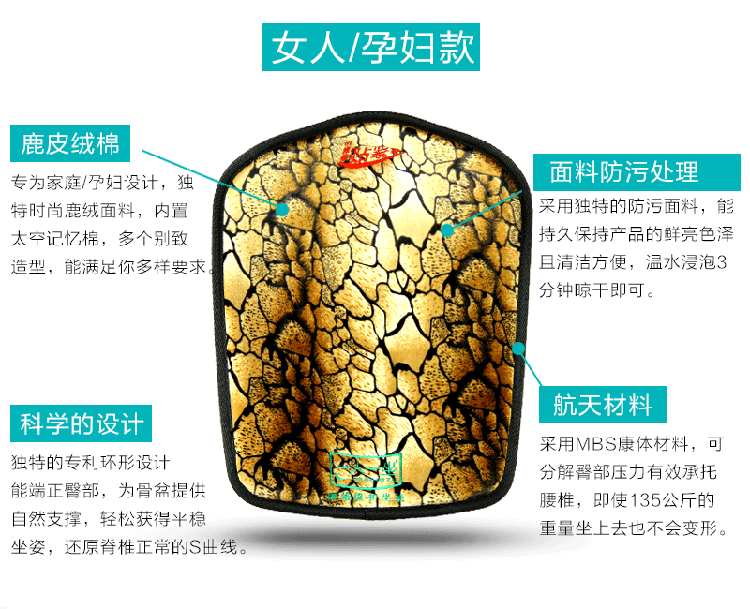 女人/孕妇款
鹿皮绒棉
专为家庭/孕妇设计，独
特时尚鹿绒面料，内置
太空记忆棉，多个别致
造型，能满足你多样要求。
面料防污处理
采用独特的防污面料，能
持久保持产品的鲜亮色泽
且清洁方便，温水浸泡3
分钟晾干即可。
科学的设计
独特的专利环形设计
能端正臀部，为骨盆提供
自然支撑，轻松获得平稳
坐姿，还原脊椎正常的S曲线。
航天材料
采用MBS康体材料，可
分解臀部压力有效承托
腰椎，即使135公斤的
重量坐上去也不会变形。